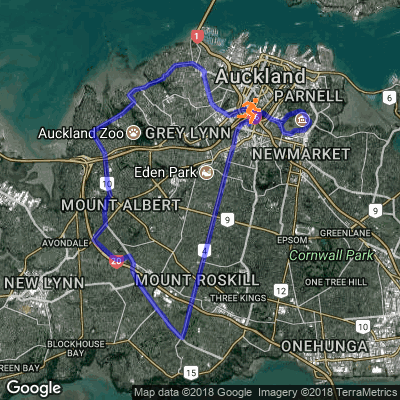 1
Auckland
PARNELL
6
Auckland Zoo
GREY LYNN
NEWMARKET
Eden Park
10
MOUNT ALBERT
9
9
AVONDALE
GREENLANE
EPSOM
4
Cornwall Park
20
NEW LYNN
MOUNT ROSKILL
ONE TREE HILL
12
THREE KINGS
10
BLOCKHOUSE
BAY
ONEHUNGA
GREEN BAY
15
Google
Map data ©2018 Google Imagery ©2018 TerraMetrics